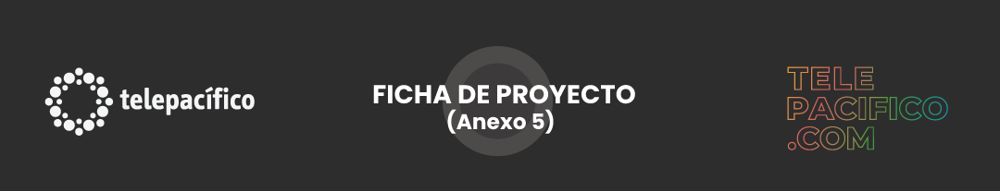 telepacífico
FICHA DE PROYECTO
(Anexo 5)
TELE
PACIFICO
.COM